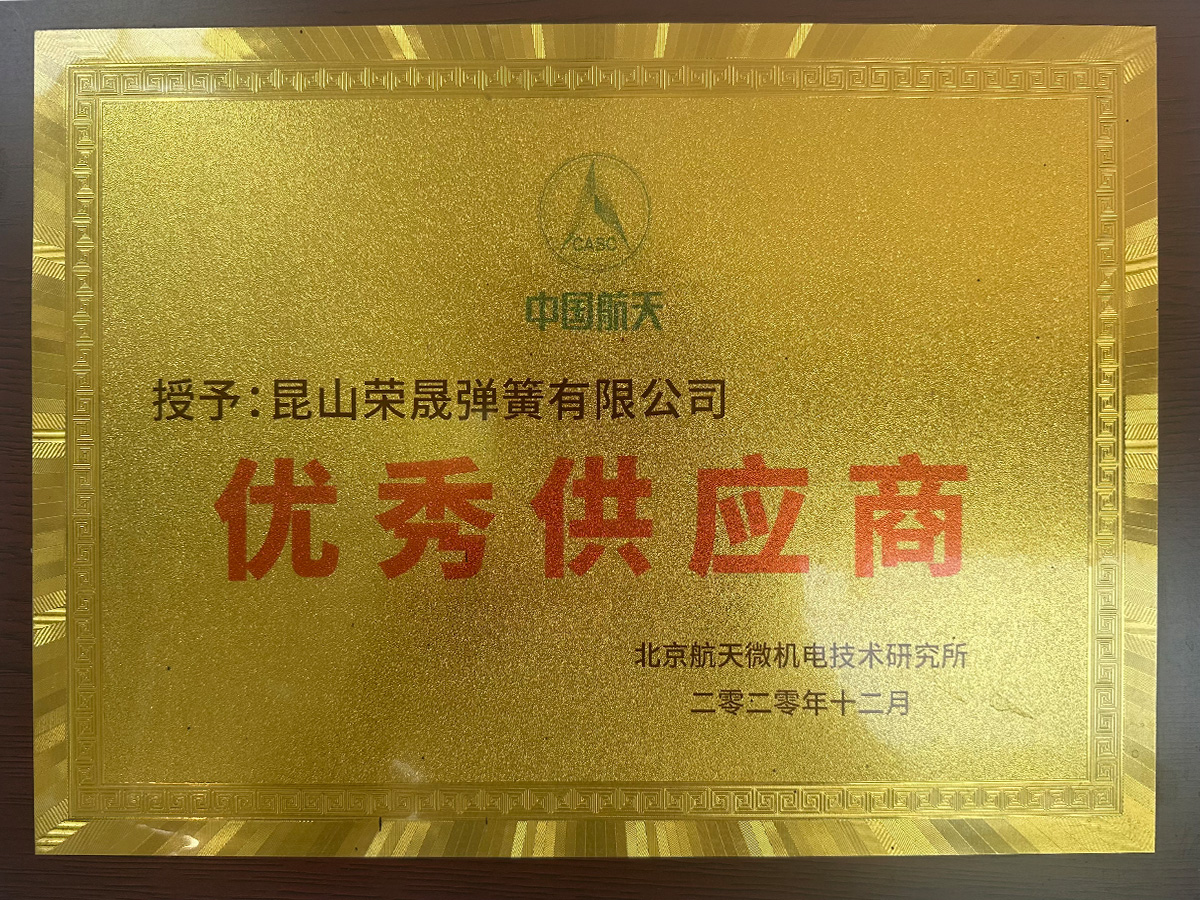 CASC
中国航天
授予：昆山荣晟弹簧有限公司
优秀供应商
北京航天微机电技术研究所
二零二零年十二月